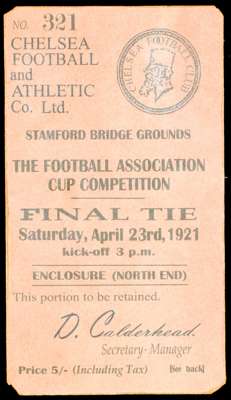 NO. 321
CHELSEA
FOOTBALL
and
ATHLETIC
Co. Ltd.
CHELSEA FOOTBALL CLUB
STAMFORD BRIDGE GROUNDS
THE FOOTBALL ASSOCIATION
CUP COMPETITION
FINAL TIE
Saturday, April 23rd, 1921
kick-off 3 p.m.
ENCLOSURE (NORTH END)
This portion to be retained.
D. Calderhead.
Secretary-Manager
Price 5/- (Including Tax) [See back]